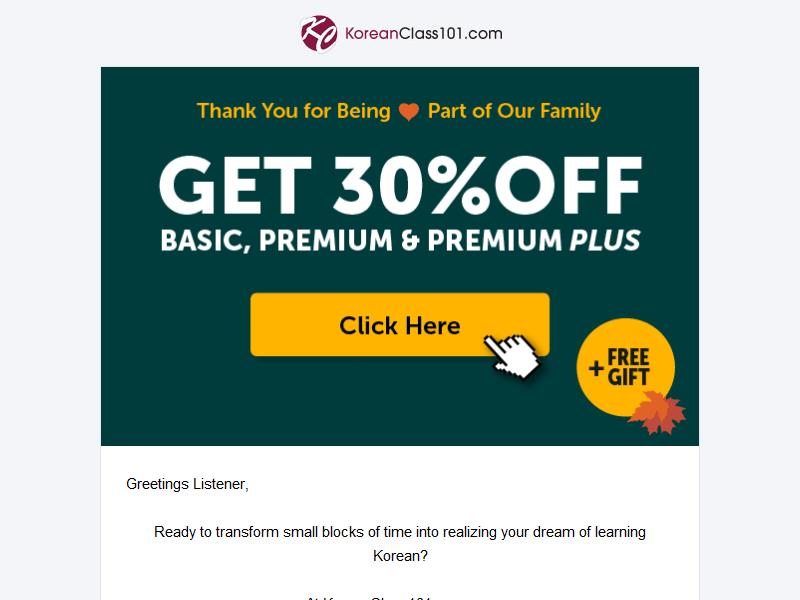 KoreanClass101.com
Thank You for Being Part of Our Family
GET 30%OFF
BASIC, PREMIUM & PREMIUM PLUS
Click Here
+ FREE
GIFT
Greetings Listener,
Ready to transform small blocks of time into realizing your dream of learning
Korean?